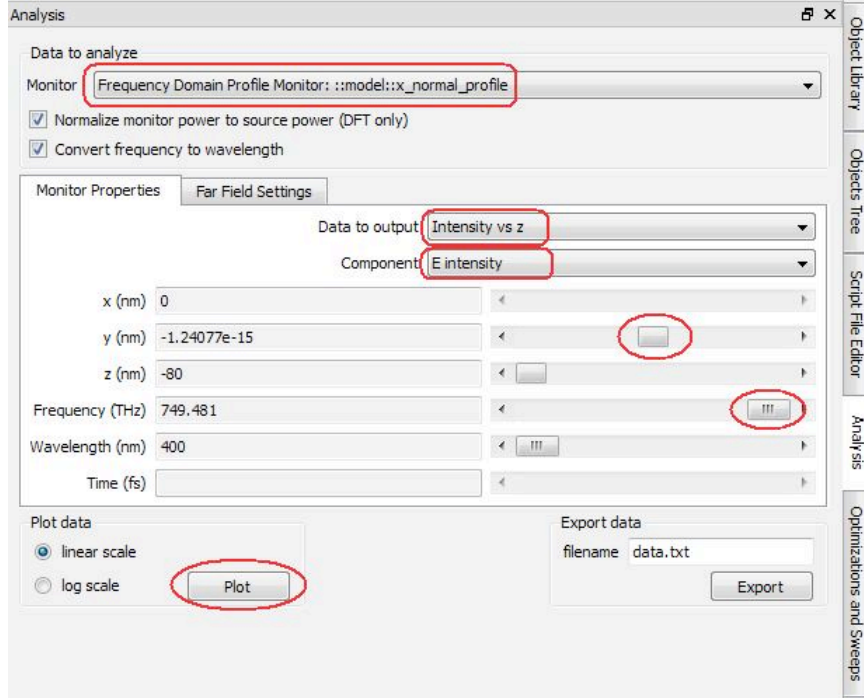 Analysis
Data to analyze
Monitor Frequency Domain Profile Monitor: ::model::x_normal_profile
Normalize monitor power to source power (DFT only)
Convert frequency to wavelength
Monitor Properties Far Field Settings
Data to output Intensity vs z
Component E intensity
x (nm) 0
y (nm) -1.24077e-15
z (nm) -80
Frequency (THz) 749.481
Wavelength (nm) 400
Time (fs)
Plot data
linear scale
log scale Plot
Export data
filename data.txt
Export
Object Library
Objects Tree
Script File Editor
Analysis
Optimizations and Sweeps